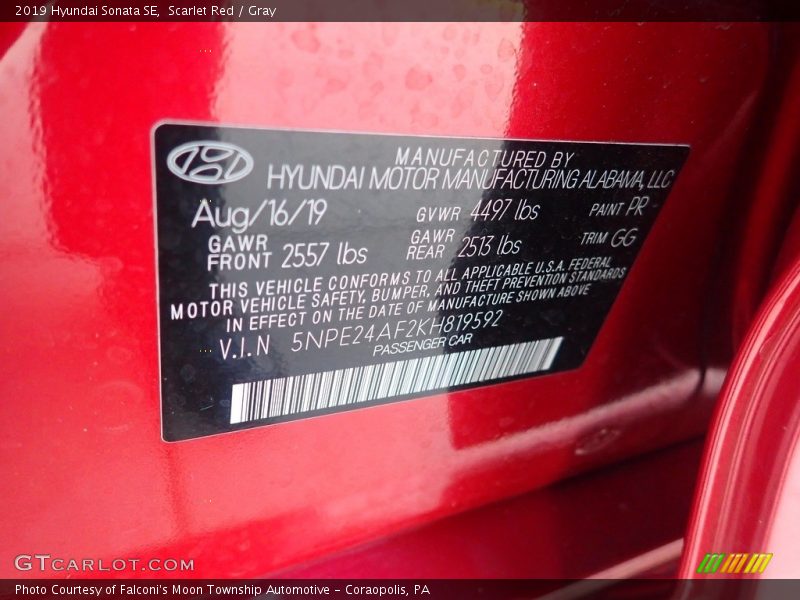 2019 Hyundai Sonata SE, Scarlet Red / Gray
MANUFACTURED BY
HYUNDAI MOTOR MANUFACTURING ALABAMA, LLC
Aug/16/19 GVWR 4497 lbs PAINT PR
GAWR FRONT 2557 lbs GAWR REAR 2513 lbs TRIM GG
THIS VEHICLE CONFORMS TO ALL APPLICABLE U.S.A. FEDERAL
MOTOR VEHICLE SAFETY, BUMPER, AND THEFT PREVENTION STANDARDS
IN EFFECT ON THE DATE OF MANUFACTURE SHOWN ABOVE
V.I.N 5NPE24AF2KH819592
PASSENGER CAR
GTCARLOT.COM
Photo Courtesy of Falconi's Moon Township Automotive - Coraopolis, PA